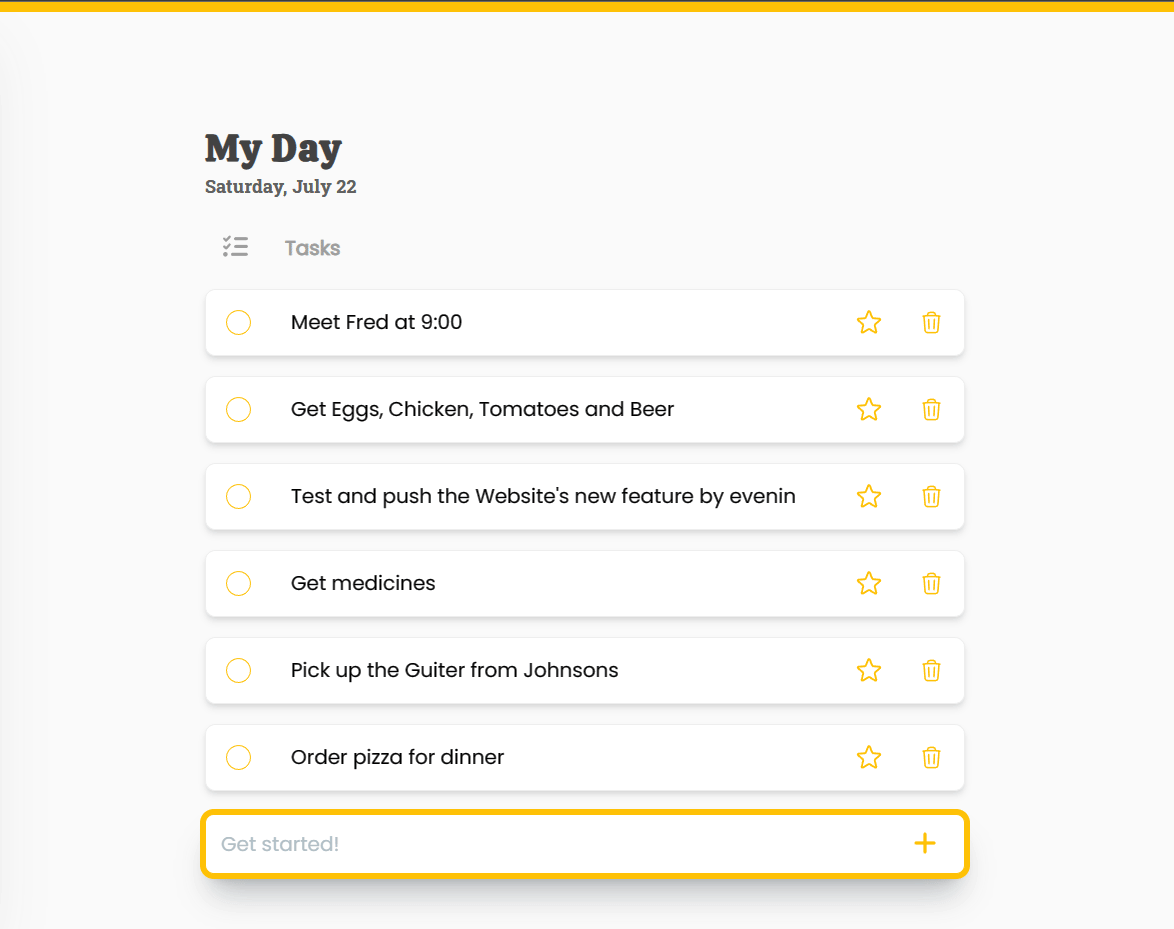 My Day
Saturday, July 22
Tasks
Meet Fred at 9:00
Get Eggs, Chicken, Tomatoes and Beer
Test and push the Website's new feature by evenin
Get medicines
Pick up the Guiter from Johnsons
Order pizza for dinner
Get started!